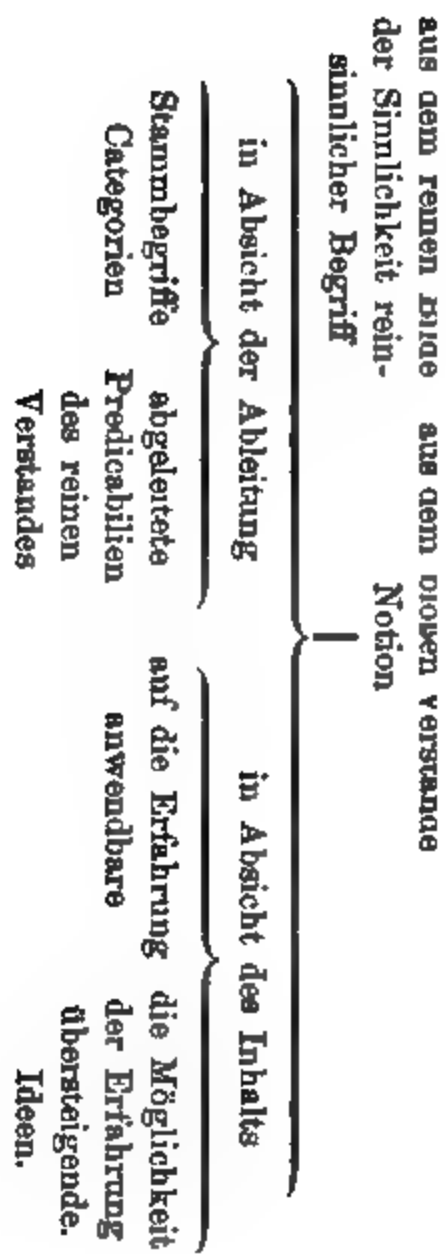 aus dem reinen Bilde aus dem bloßen Verstande
der Sinnlichkeit rein- Notion
sinnlicher Begriff
in Absicht der Ableitung in Absicht des Inhalts
Stammbegriffe abgeleitete auf die Erfahrung die Möglichkeit
Categorien Predicabilien anwendbare der Erfahrung
des reinen übersteigende.
Verstandes Ideen.